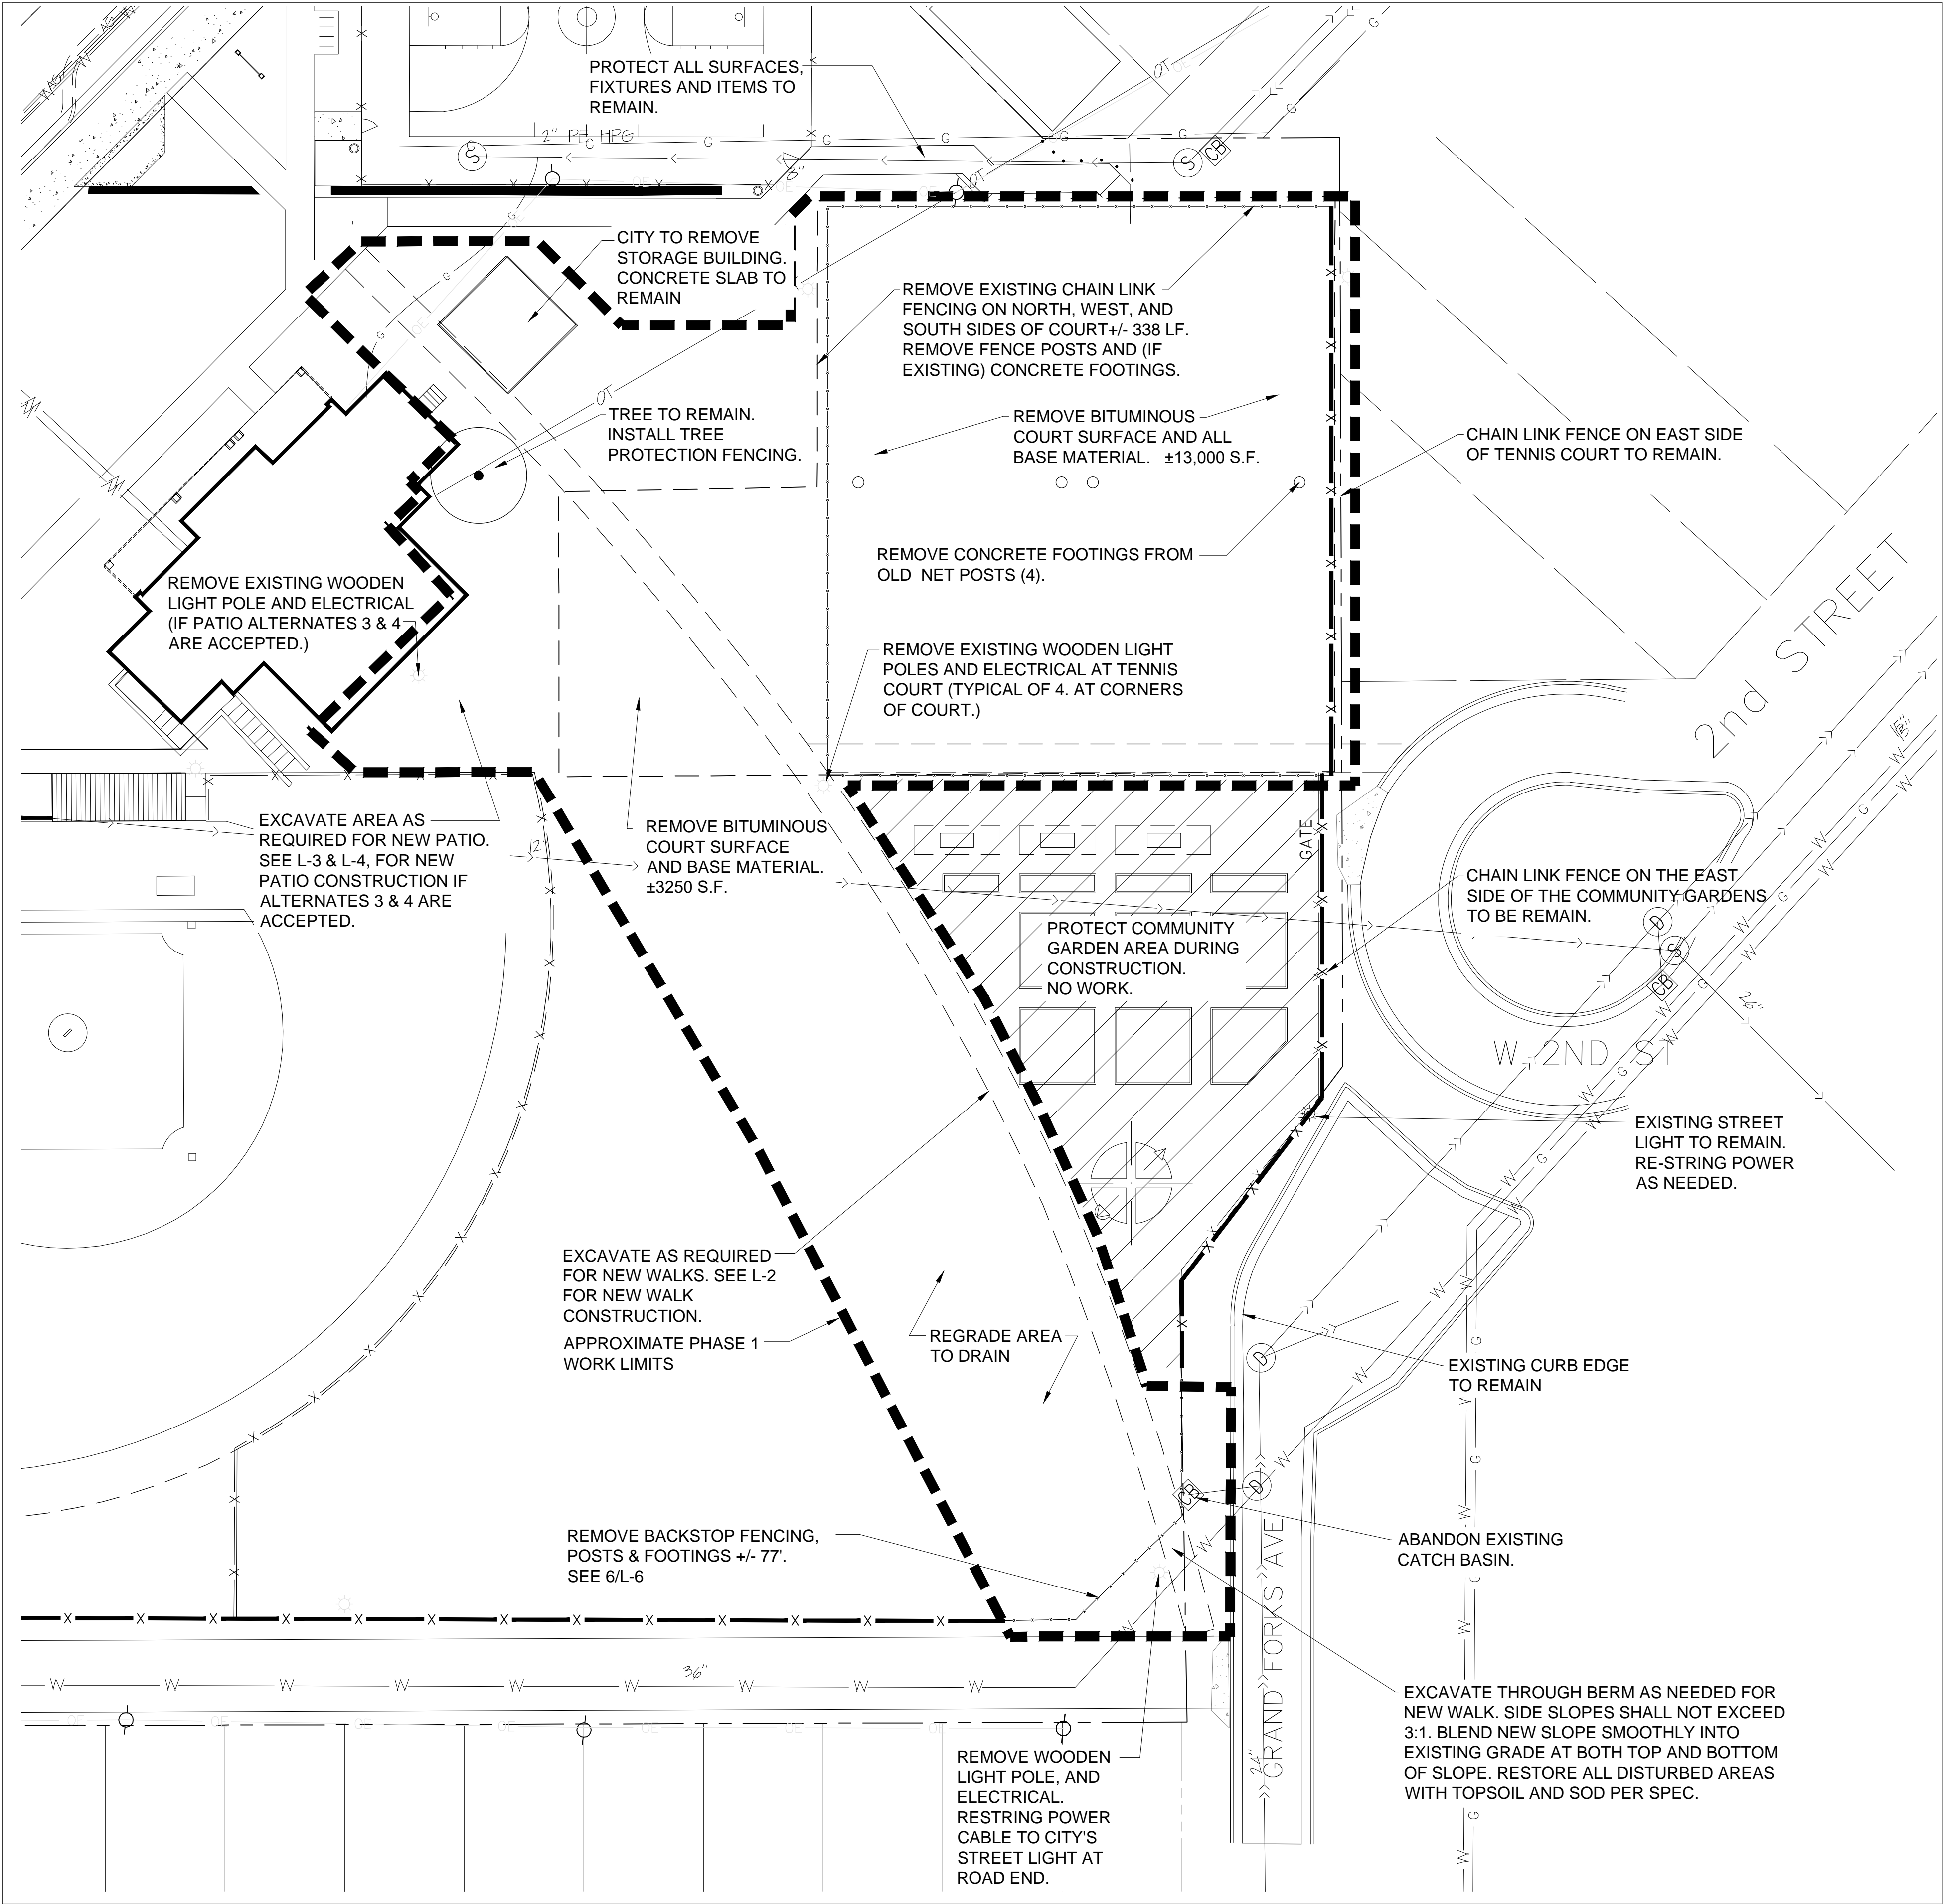 PROTECT ALL SURFACES,
FIXTURES AND ITEMS TO
REMAIN.
2" PE HPG
8"
CITY TO REMOVE
STORAGE BUILDING.
CONCRETE SLAB TO
REMAIN
REMOVE EXISTING CHAIN LINK
FENCING ON NORTH, WEST, AND
SOUTH SIDES OF COURT+/- 338 LF.
REMOVE FENCE POSTS AND (IF
EXISTING) CONCRETE FOOTINGS.
TREE TO REMAIN.
INSTALL TREE
PROTECTION FENCING.
REMOVE BITUMINOUS
COURT SURFACE AND ALL
BASE MATERIAL. ±13,000 S.F.
CHAIN LINK FENCE ON EAST SIDE
OF TENNIS COURT TO REMAIN.
REMOVE CONCRETE FOOTINGS FROM
OLD NET POSTS (4).
REMOVE EXISTING WOODEN
LIGHT POLE AND ELECTRICAL
(IF PATIO ALTERNATES 3 & 4
ARE ACCEPTED.)
REMOVE EXISTING WOODEN LIGHT
POLES AND ELECTRICAL AT TENNIS
COURT (TYPICAL OF 4. AT CORNERS
OF COURT.)
2nd STREET
EXCAVATE AREA AS
REQUIRED FOR NEW PATIO.
SEE L-3 & L-4, FOR NEW
PATIO CONSTRUCTION IF
ALTERNATES 3 & 4 ARE
ACCEPTED.
12"
REMOVE BITUMINOUS
COURT SURFACE
AND BASE MATERIAL.
±3250 S.F.
GATE
CHAIN LINK FENCE ON THE EAST
SIDE OF THE COMMUNITY GARDENS
TO BE REMAIN.
PROTECT COMMUNITY
GARDEN AREA DURING
CONSTRUCTION.
NO WORK.
D
S
CB
26"
W 2ND ST
EXISTING STREET
LIGHT TO REMAIN.
RE-STRING POWER
AS NEEDED.
EXCAVATE AS REQUIRED
FOR NEW WALKS. SEE L-2
FOR NEW WALK
CONSTRUCTION.
APPROXIMATE PHASE 1
WORK LIMITS
REGRADE AREA
TO DRAIN
D
EXISTING CURB EDGE
TO REMAIN
CB
D
REMOVE BACKSTOP FENCING,
POSTS & FOOTINGS +/- 77'.
SEE 6/L-6
ABANDON EXISTING
CATCH BASIN.
GRAND FORKS AVE
24"
36"
EXCAVATE THROUGH BERM AS NEEDED FOR
NEW WALK. SIDE SLOPES SHALL NOT EXCEED
3:1. BLEND NEW SLOPE SMOOTHLY INTO
EXISTING GRADE AT BOTH TOP AND BOTTOM
OF SLOPE. RESTORE ALL DISTURBED AREAS
WITH TOPSOIL AND SOD PER SPEC.
REMOVE WOODEN
LIGHT POLE, AND
ELECTRICAL.
RESTRING POWER
CABLE TO CITY'S
STREET LIGHT AT
ROAD END.